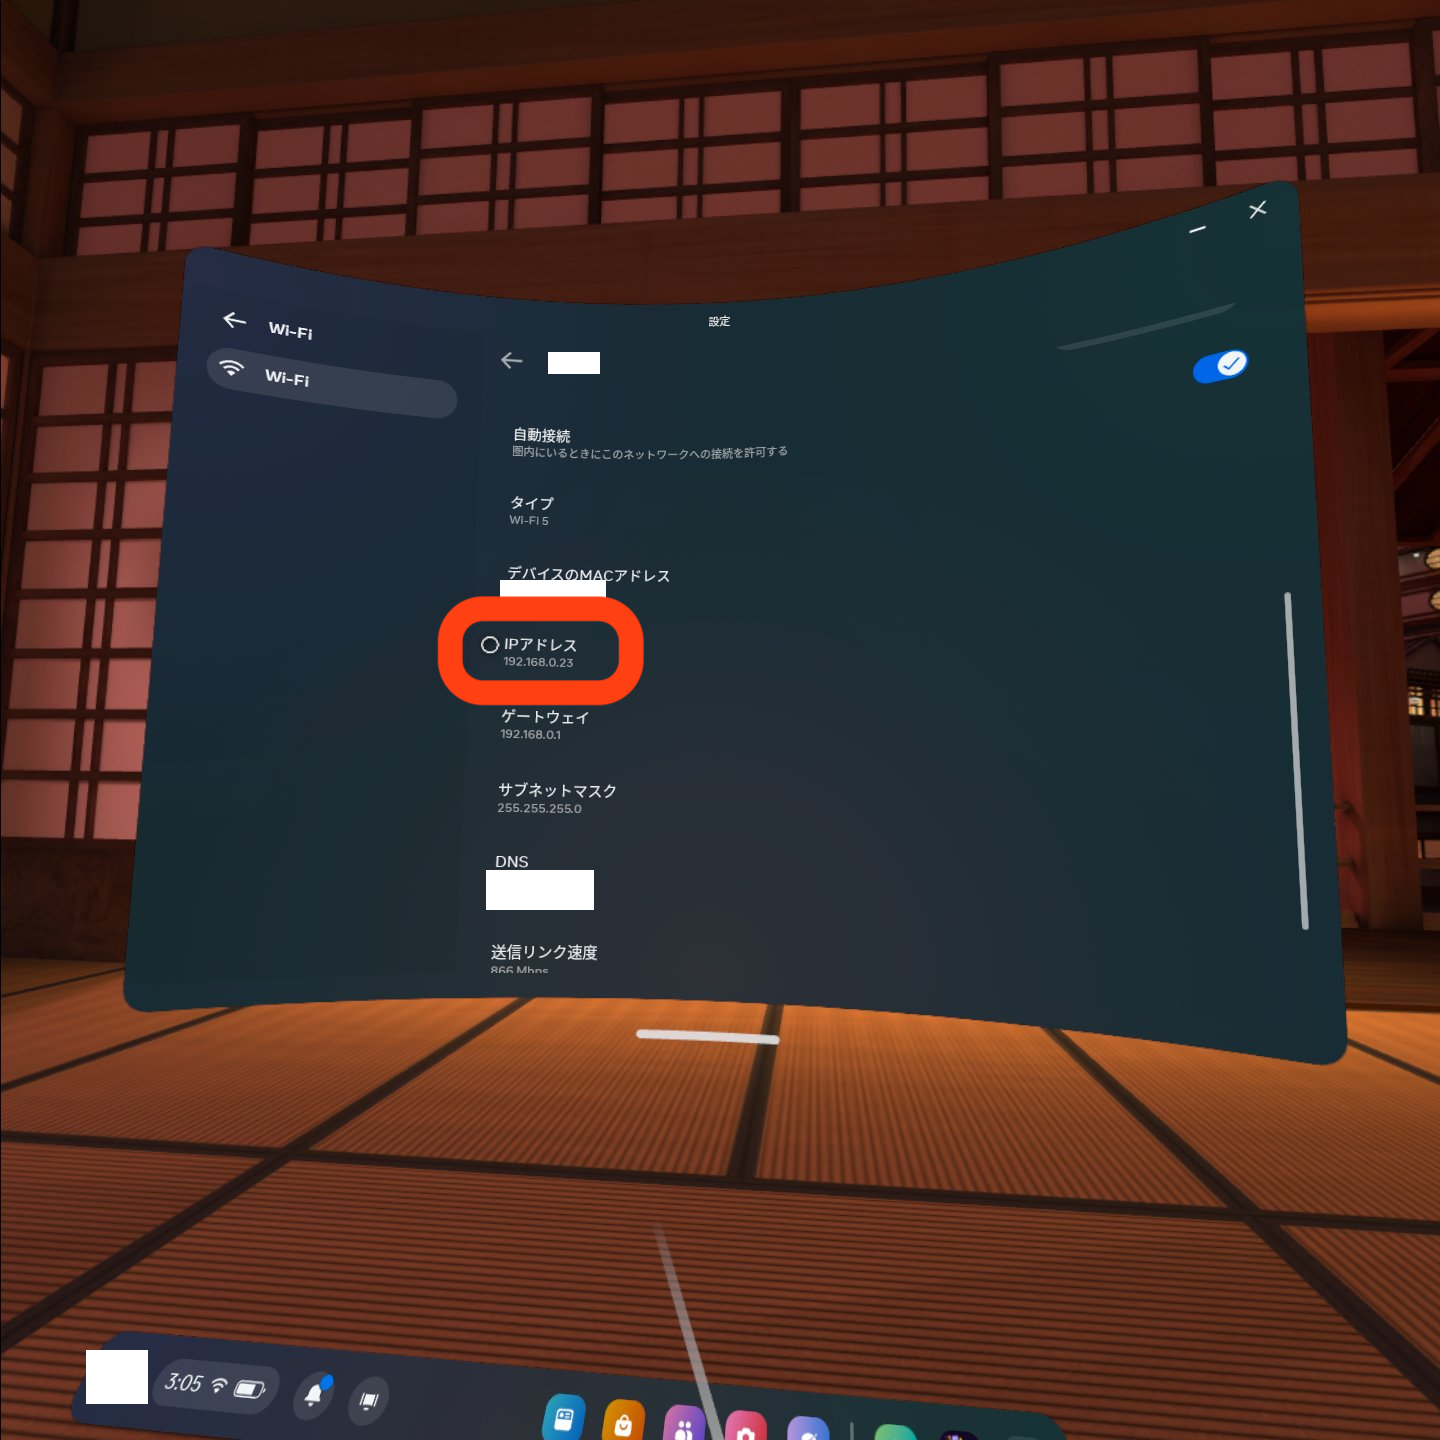 設定
Wi-Fi
Wi-Fi
自動接続
圏内にいるときにこのネットワークへの接続を許可する
タイプ
Wi-Fi 5
デバイスのMACアドレス
IPアドレス
192.168.0.23
ゲートウェイ
192.168.0.1
サブネットマスク
255.255.255.0
DNS
送信リンク速度
866 Mbps
3:05